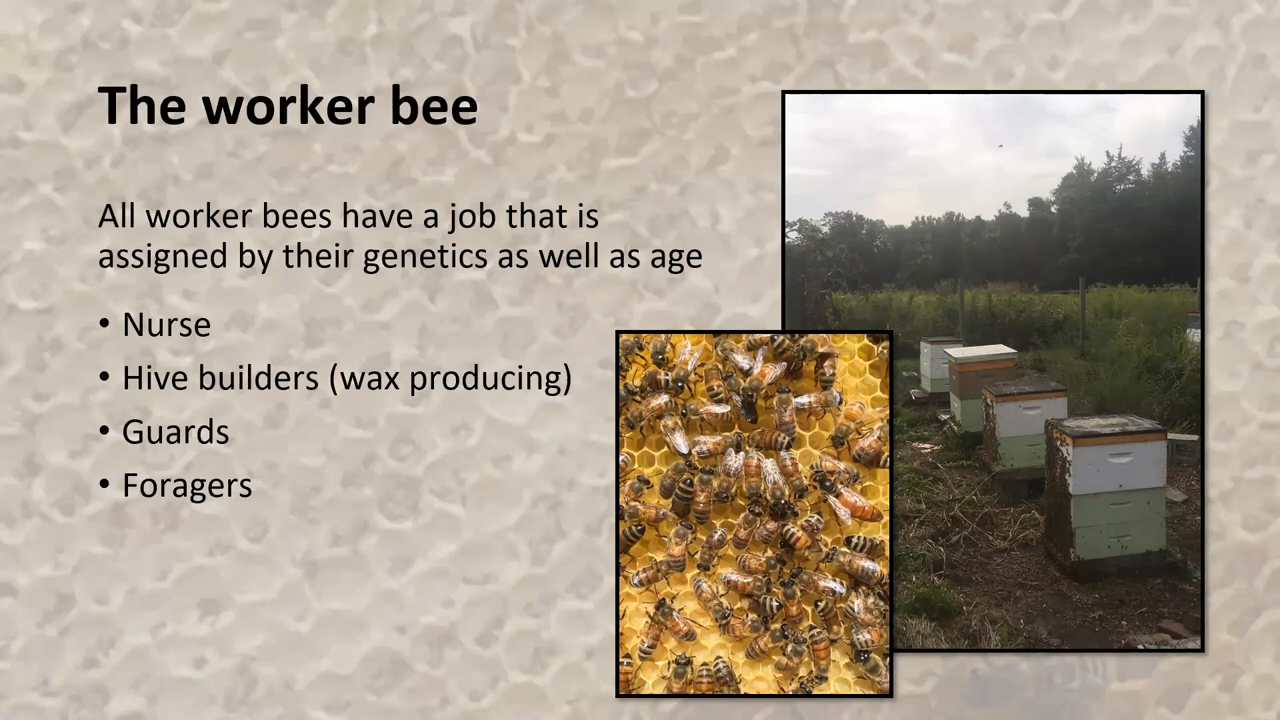 The worker bee
All worker bees have a job that is
assigned by their genetics as well as age
• Nurse
• Hive builders (wax producing)
• Guards
• Foragers